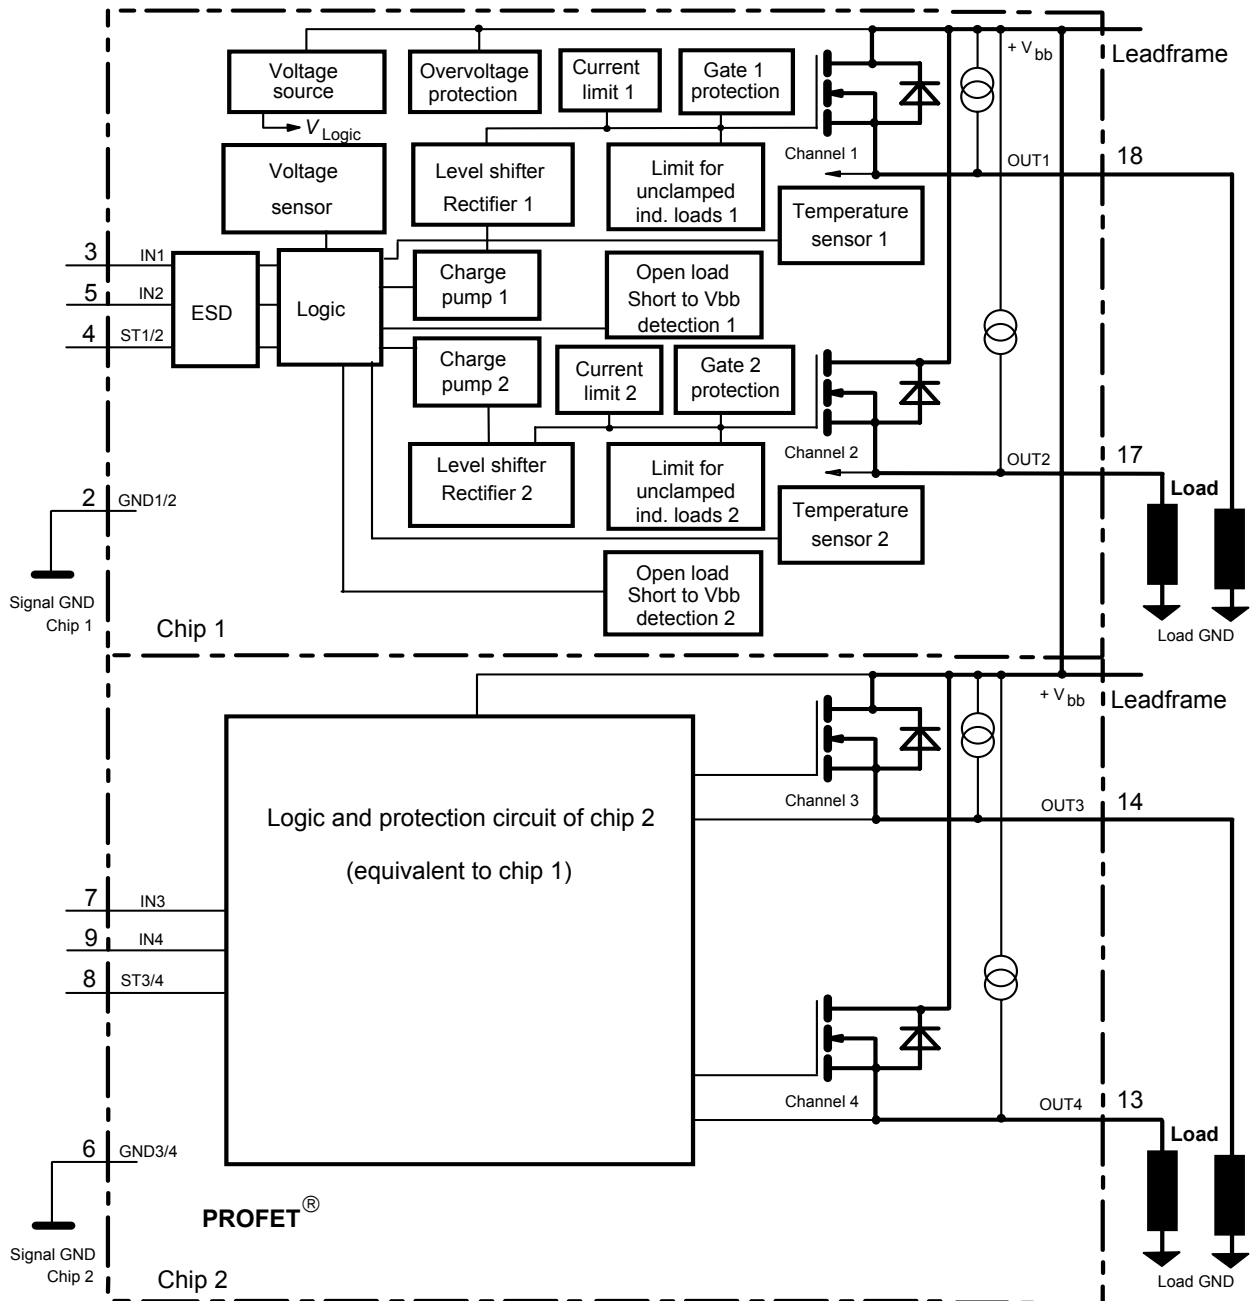 + V bb
Leadframe
Voltage
source
Overvoltage
protection
Current
limit 1
Gate 1
protection
V Logic
Channel 1
OUT1
18
Voltage
sensor
Level shifter
Rectifier 1
Limit for
unclamped
ind. loads 1
Temperature
sensor 1
3
IN1
5
IN2
4
ST1/2
ESD
Logic
Charge
pump 1
Open load
Short to Vbb
detection 1
Charge
pump 2
Current
limit 2
Gate 2
protection
Channel 2
OUT2
17
Level shifter
Rectifier 2
Limit for
unclamped
ind. loads 2
Temperature
sensor 2
Load
2
GND1/2
Signal GND
Chip 1
Open load
Short to Vbb
detection 2
Load GND
Chip 1
+ V bb
Leadframe
Channel 3
OUT3
14
Logic and protection circuit of chip 2
(equivalent to chip 1)
7
IN3
9
IN4
8
ST3/4
Channel 4
OUT4
13
Load
6
GND3/4
Signal GND
Chip 2
PROFET®
Load GND
Chip 2